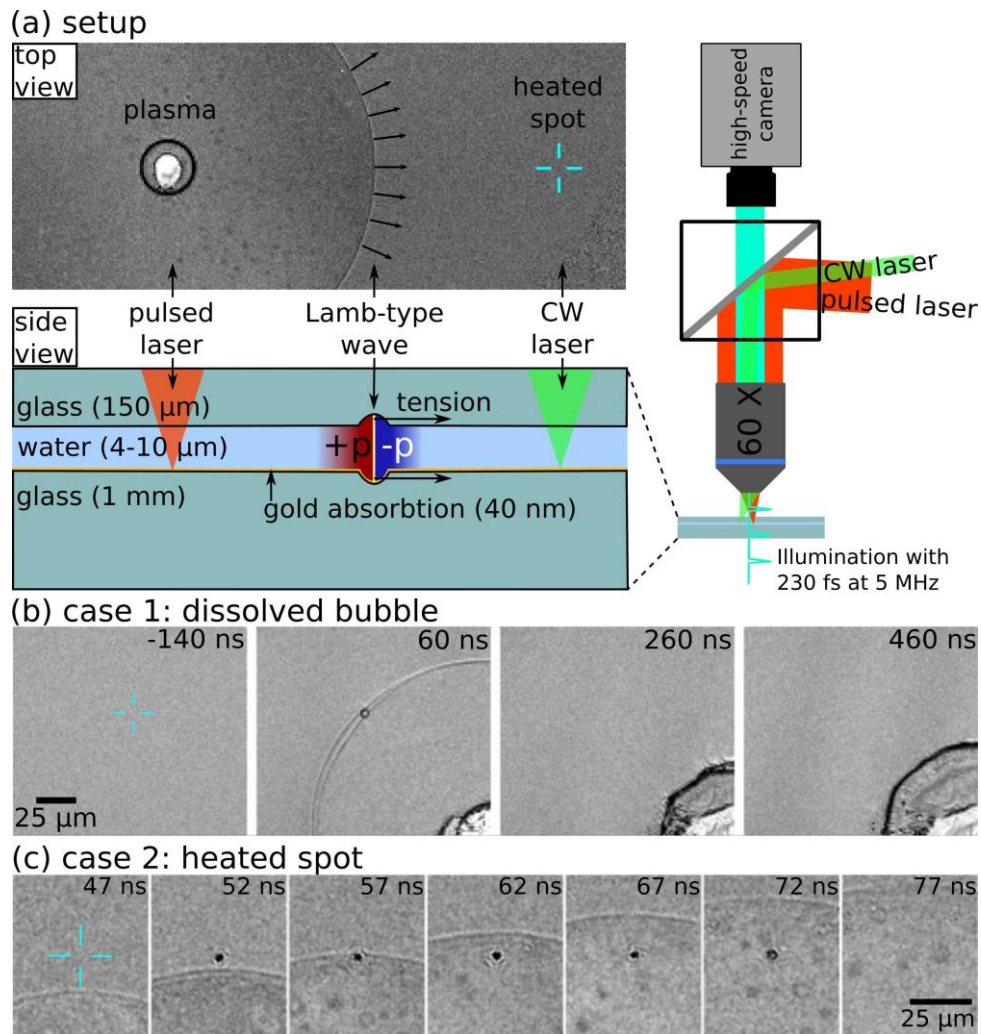 (a) setup
top
view
plasma
heated
spot
high-speed
camera
CW laser
pulsed laser
60 X
side
view
pulsed
laser
Lamb-type
wave
CW
laser
glass (150 µm)
tension
water (4-10 µm)
+p
-p
glass (1 mm)
gold absorbtion (40 nm)
Illumination with
230 fs at 5 MHz
(b) case 1: dissolved bubble
-140 ns
60 ns
260 ns
460 ns
25 µm
(c) case 2: heated spot
47 ns
52 ns
57 ns
62 ns
67 ns
72 ns
77 ns
25 µm